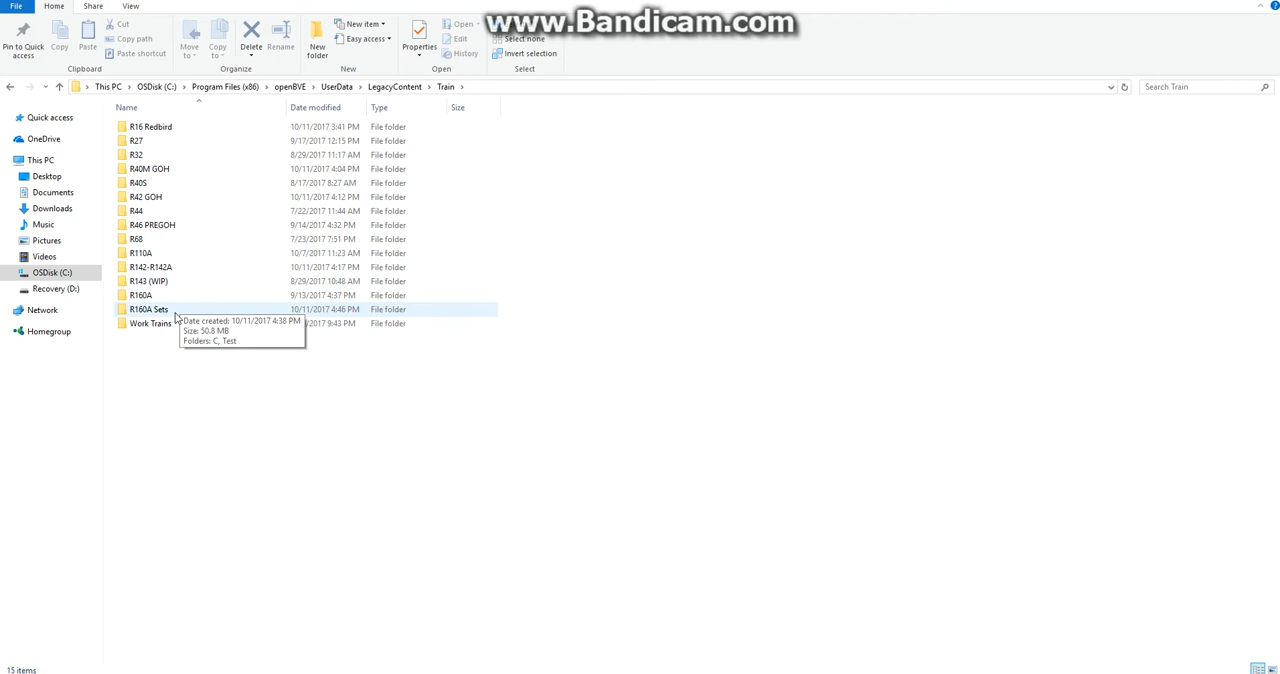 File Home Share View
www.Bandicam.com
Pin to Quick access
Copy
Paste
Cut
Copy path
Paste shortcut
Clipboard
Move to
Copy to
Delete
Rename
Organize
New folder
New item
Easy access
New
Properties
Open
Edit
History
Open
Select none
Invert selection
Select
This PC OSDisk (C:) Program Files (x86) openBVE UserData LegacyContent Train
Search Train
Name Date modified Type Size
Quick access
OneDrive
This PC
Desktop
Documents
Downloads
Music
Pictures
Videos
OSDisk (C:)
Recovery (D:)
Network
Homegroup
R16 Redbird 10/11/2017 3:41 PM File folder
R27 9/17/2017 12:15 PM File folder
R32 8/29/2017 11:17 AM File folder
R40M GOH 10/11/2017 4:04 PM File folder
R40S 8/17/2017 8:27 AM File folder
R42 GOH 10/11/2017 4:12 PM File folder
R44 7/22/2017 11:44 AM File folder
R46 PREGOH 9/14/2017 4:32 PM File folder
R68 7/23/2017 7:51 PM File folder
R110A 10/7/2017 11:23 AM File folder
R142-R142A 10/11/2017 4:17 PM File folder
R143 (WIP) 8/29/2017 10:48 AM File folder
R160A 9/13/2017 4:37 PM File folder
R160A Sets 10/11/2017 4:46 PM File folder
Work Trains 9:43 PM File folder
Date created: 10/11/2017 4:38 PM
Size: 50.8 MB
Folders: C, Test
15 items